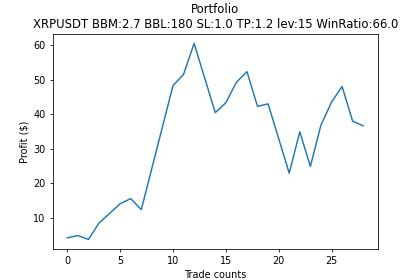 Portfolio
XRPUSDT BBM:2.7 BBL:180 SL:1.0 TP:1.2 lev:15 WinRatio:66.0
60
50
40
30
20
10
Profit ($)
0 5 10 15 20 25
Trade counts